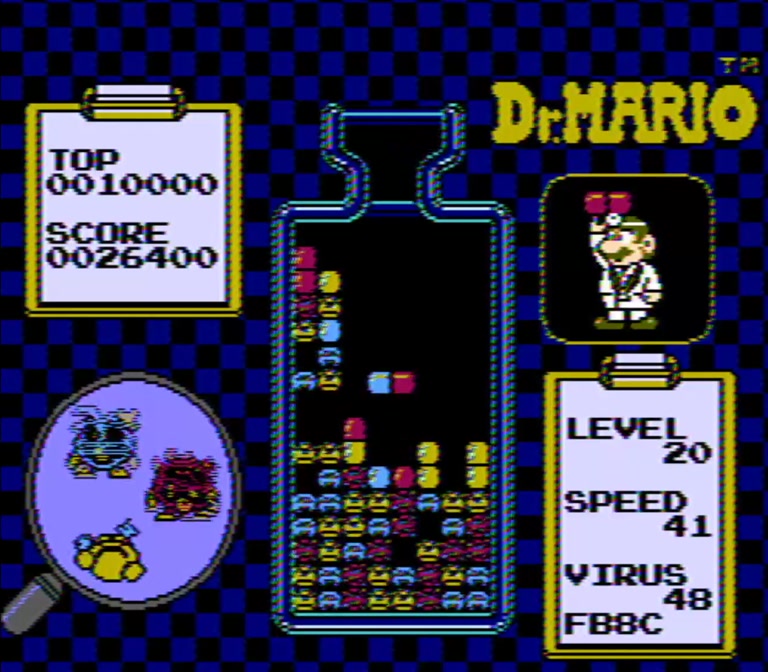 TM
Dr. MARIO
TOP
0010000
SCORE
0026400
LEVEL
20
SPEED
41
VIRUS
48
FB8C